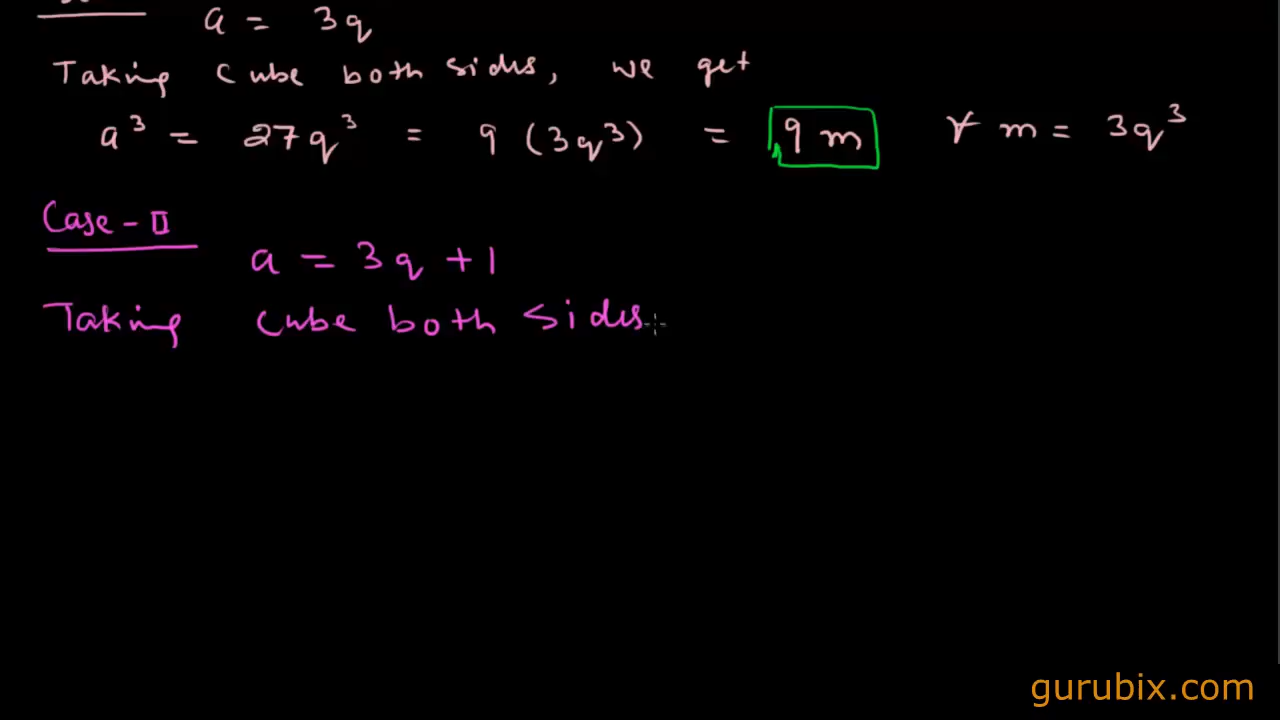 a = 3q
Taking cube both sides, we get
a³ = 27q³ = 9 (3q³) = 9 m ∀ m = 3q³
Case - II
a = 3q + 1
Taking cube both sides
gurubix.com